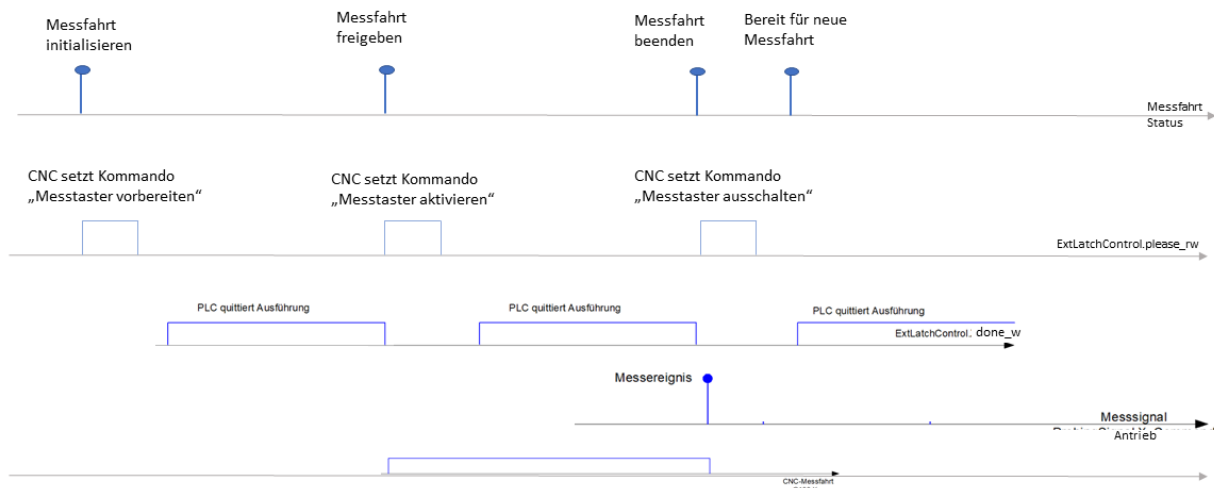 Messfahrt
initialisieren
Messfahrt
freigeben
Messfahrt
beenden
Bereit für neue
Messfahrt
Messfahrt
Status
CNC setzt Kommando
„Messtaster vorbereiten“
CNC setzt Kommando
„Messtaster aktivieren“
CNC setzt Kommando
„Messtaster ausschalten“
ExtLatchControl.please_rw
PLC quittiert Ausführung
PLC quittiert Ausführung
PLC quittiert Ausführung
ExtLatchControl. done_w
Messereignis
Messsignal
Antrieb
CNC-Messfahrt